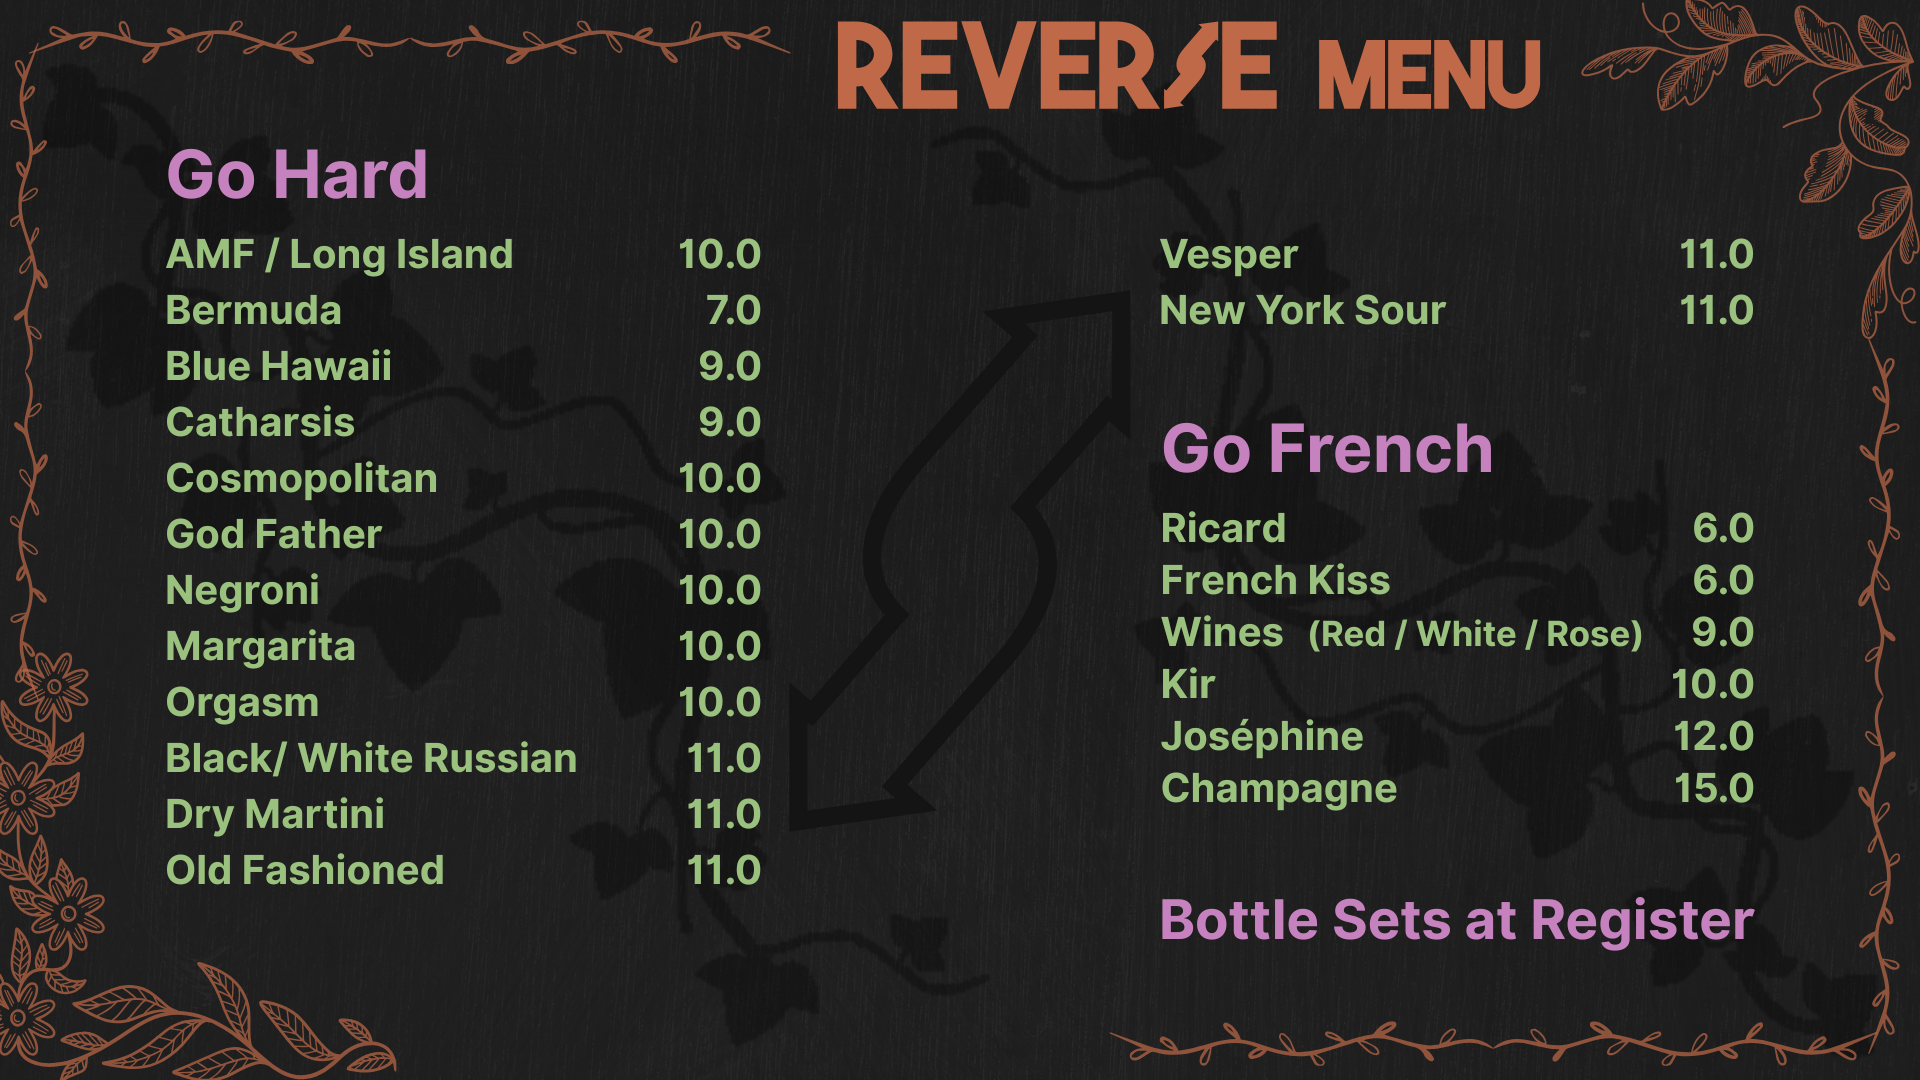 REVERSE MENU
Go Hard
AMF / Long Island 10.0
Bermuda 7.0
Blue Hawaii 9.0
Catharsis 9.0
Cosmopolitan 10.0
God Father 10.0
Negroni 10.0
Margarita 10.0
Orgasm 10.0
Black/ White Russian 11.0
Dry Martini 11.0
Old Fashioned 11.0
Vesper 11.0
New York Sour 11.0
Go French
Ricard 6.0
French Kiss 6.0
Wines (Red / White / Rose) 9.0
Kir 10.0
Joséphine 12.0
Champagne 15.0
Bottle Sets at Register